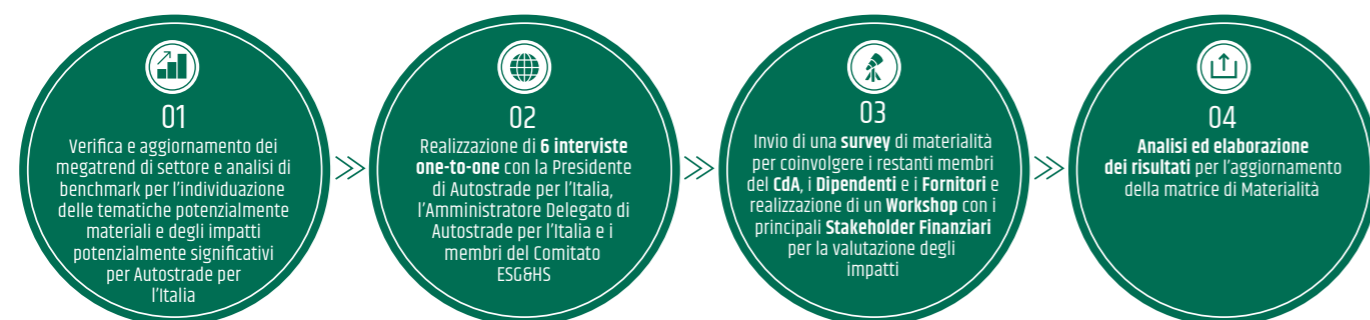 01
Verifica e aggiornamento dei
megatrend di settore e analisi di
benchmark per l'individuazione
delle tematiche potenzialmente
materiali e degli impatti
potenzialmente significativi
per Autostrade per
l'Italia
02
Realizzazione di 6 interviste
one-to-one con la Presidente
di Autostrade per l'Italia,
l'Amministratore Delegato di
Autostrade per l'Italia e i
membri del Comitato
ESG&HS
03
Invio di una survey di materialità
per coinvolgere i restanti membri
del CdA, i Dipendenti e i Fornitori e
realizzazione di un Workshop con i
principali Stakeholder Finanziari
per la valutazione degli
impatti
04
Analisi ed elaborazione
dei risultati per l'aggiornamento
della matrice di Materialità